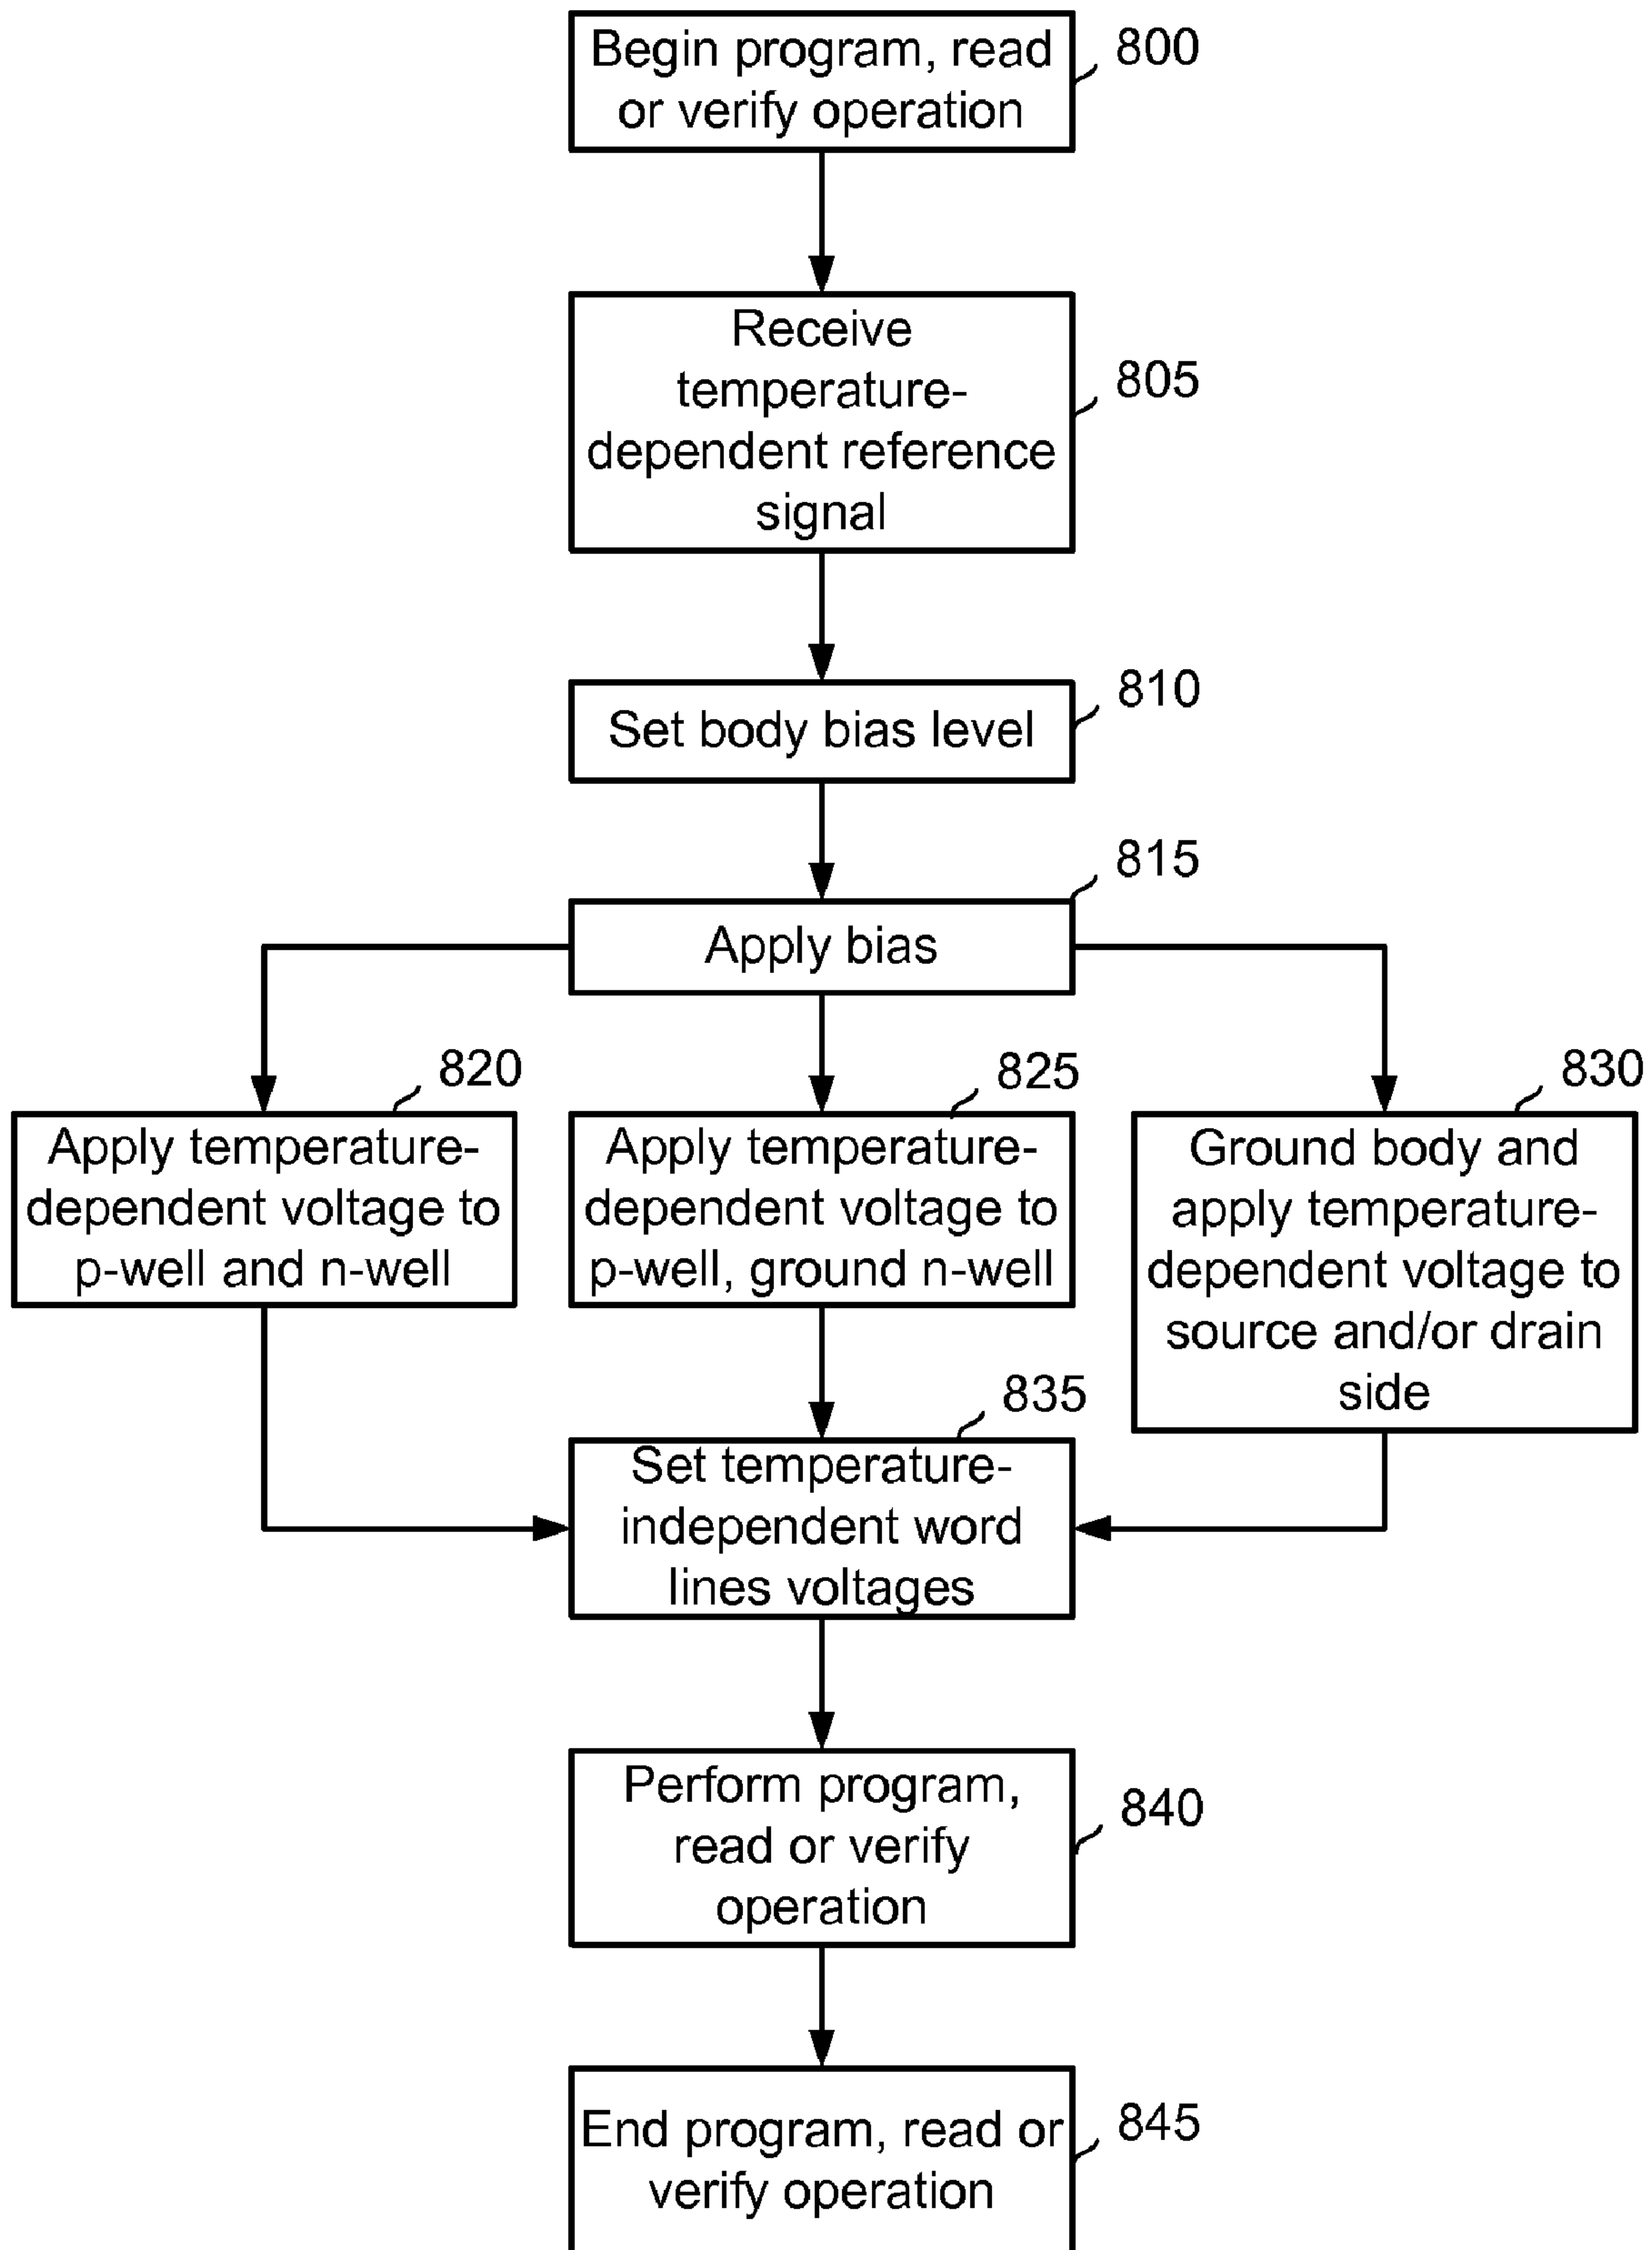 Begin program, read
or verify operation
800
Receive
temperature-
dependent reference
signal
805
Set body bias level
810
Apply bias
815
Apply temperature-
dependent voltage to
p-well and n-well
820
Apply temperature-
dependent voltage to
p-well, ground n-well
825
Ground body and
apply temperature-
dependent voltage to
source and/or drain
side
830
Set temperature-
independent word
lines voltages
835
Perform program,
read or verify
operation
840
End program, read or
verify operation
845